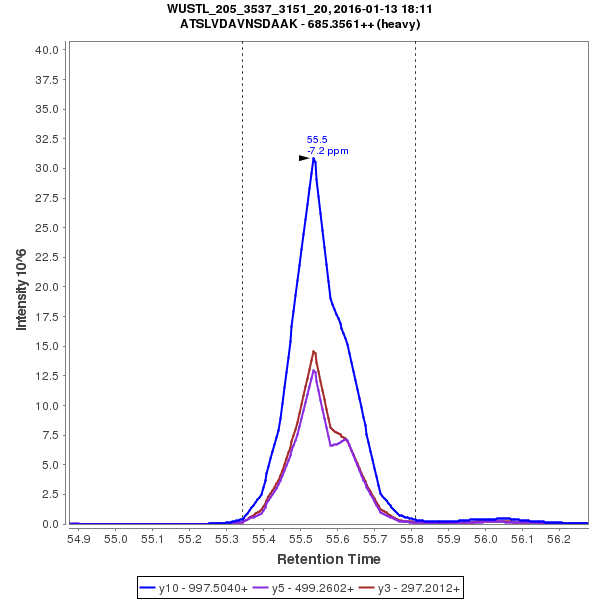 WUSTL_205_3537_3151_20, 2016-01-13 18:11
ATSLVDAVNSDAAK - 685.3561++ (heavy)
40.0
37.5
35.0
32.5
30.0
27.5
25.0
22.5
20.0
17.5
15.0
12.5
10.0
7.5
5.0
2.5
0.0
Intensity 10^6
55.5
-7.2 ppm
54.9 55.0 55.1 55.2 55.3 55.4 55.5 55.6 55.7 55.8 55.9 56.0 56.1 56.2
Retention Time
y10 - 997.5040+ y5 - 499.2602+ y3 - 297.2012+